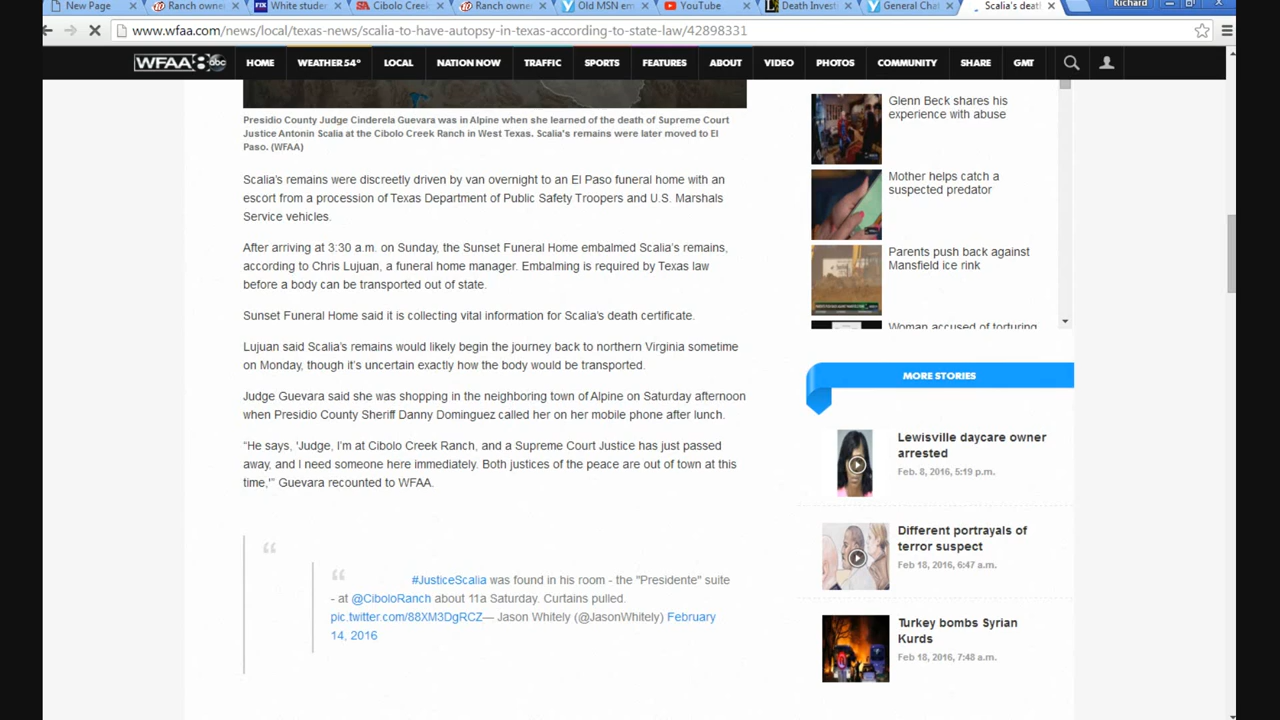 New Page
Ranch owne
White studer
Cibolo Creek
Ranch owner
Old MSN em
YouTube
Death Investi
General Chat
Scalia's deat
Richard
www.wfaa.com/news/local/texas-news/scalia-to-have-autopsy-in-texas-according-to-state-law/42898331
WFAA 8 abc
HOME
WEATHER 54°
LOCAL
NATION NOW
TRAFFIC
SPORTS
FEATURES
ABOUT
VIDEO
PHOTOS
COMMUNITY
SHARE
GMT
Presidio County Judge Cinderela Guevara was in Alpine when she learned of the death of Supreme Court
Justice Antonin Scalia at the Cibolo Creek Ranch in West Texas. Scalia's remains were later moved to El
Paso. (WFAA)
Scalia's remains were discreetly driven by van overnight to an El Paso funeral home with an
escort from a procession of Texas Department of Public Safety Troopers and U.S. Marshals
Service vehicles.
After arriving at 3:30 a.m. on Sunday, the Sunset Funeral Home embalmed Scalia's remains,
according to Chris Lujuan, a funeral home manager. Embalming is required by Texas law
before a body can be transported out of state.
Sunset Funeral Home said it is collecting vital information for Scalia's death certificate.
Lujuan said Scalia's remains would likely begin the journey back to northern Virginia sometime
on Monday, though it's uncertain exactly how the body would be transported.
Judge Guevara said she was shopping in the neighboring town of Alpine on Saturday afternoon
when Presidio County Sheriff Danny Dominguez called her on her mobile phone after lunch.
“He says, 'Judge, I'm at Cibolo Creek Ranch, and a Supreme Court Justice has just passed
away, and I need someone here immediately. Both justices of the peace are out of town at this
time,'” Guevara recounted to WFAA.
#JusticeScalia was found in his room - the "Presidente" suite
- at @CiboloRanch about 11a Saturday. Curtains pulled.
pic.twitter.com/88XM3DgRCZ— Jason Whitely (@JasonWhitely) February
14, 2016
Glenn Beck shares his
experience with abuse
Mother helps catch a
suspected predator
Parents push back against
Mansfield ice rink
Woman accused of torturing
MORE STORIES
Lewisville daycare owner
arrested
Feb. 8, 2016, 5:19 p.m.
Different portrayals of
terror suspect
Feb 18, 2016, 6:47 a.m.
Turkey bombs Syrian
Kurds
Feb 18, 2016, 7:48 a.m.